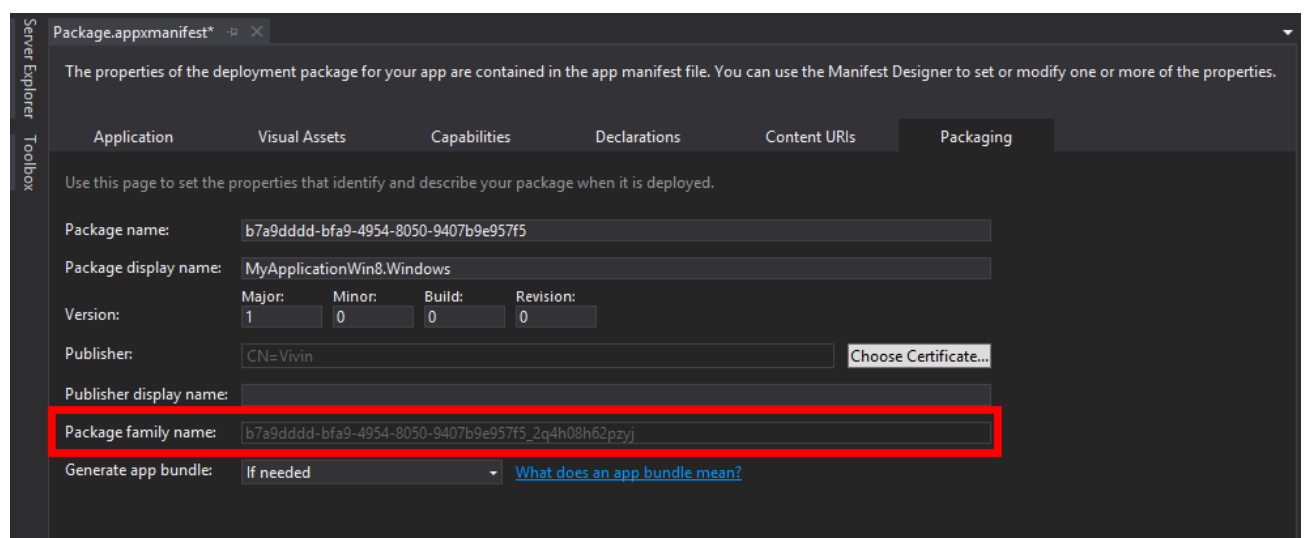 Server Explorer
Toolbox
Package.appxmanifest*
The properties of the deployment package for your app are contained in the app manifest file. You can use the Manifest Designer to set or modify one or more of the properties.
Application Visual Assets Capabilities Declarations Content URIs Packaging
Use this page to set the properties that identify and describe your package when it is deployed.
Package name: b7a9dddd-bfa9-4954-8050-9407b9e957f5
Package display name: MyApplicationWin8.Windows
Major: Minor: Build: Revision:
Version: 1 0 0 0
Publisher: CN=Vivin Choose Certificate...
Publisher display name:
Package family name: b7a9dddd-bfa9-4954-8050-9407b9e957f5_2q4h08h62pzyj
Generate app bundle: If needed What does an app bundle mean?